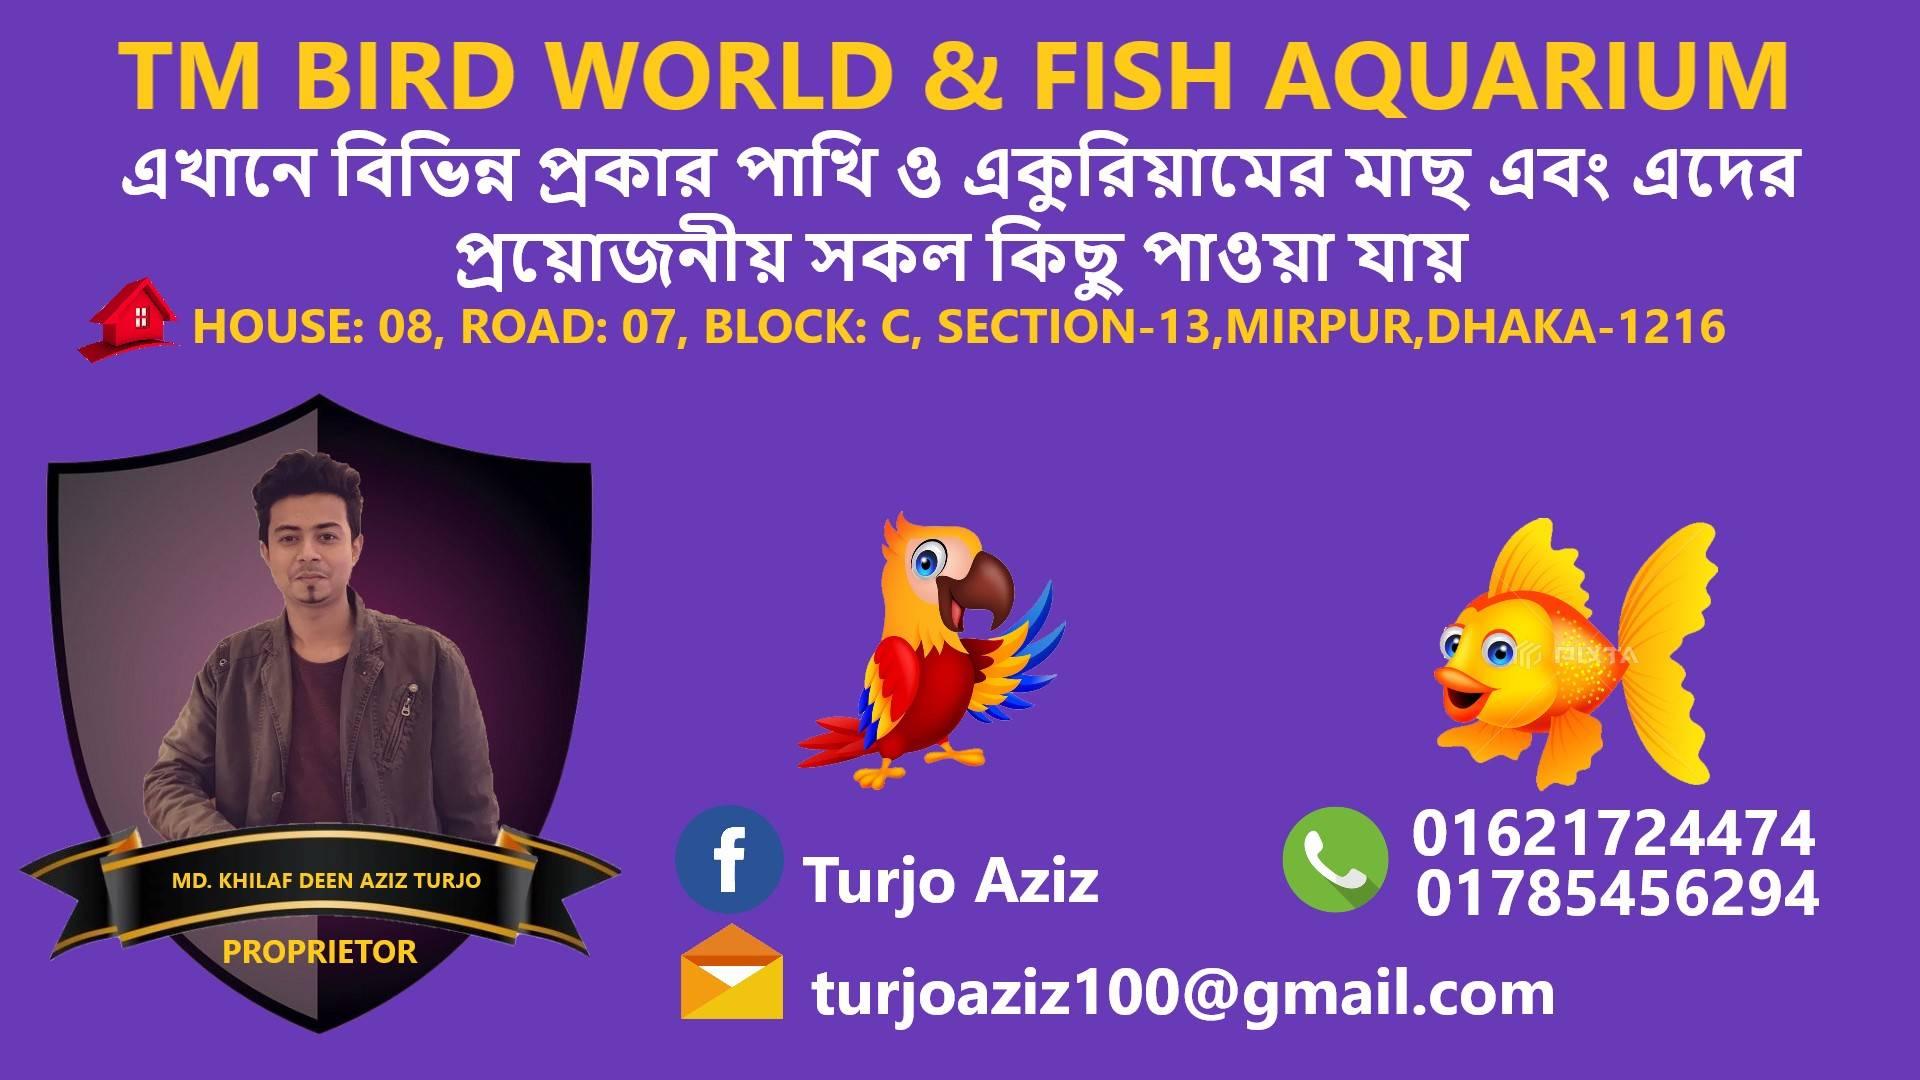 TM BIRD WORLD & FISH AQUARIUM
এখানে বিভিন্ন প্রকার পাখি ও একুরিয়ামের মাছ এবং এদের
প্রয়োজনীয় সকল কিছু পাওয়া যায়
HOUSE: 08, ROAD: 07, BLOCK: C, SECTION-13,MIRPUR,DHAKA-1216
PIXTA
MD. KHILAF DEEN AZIZ TURJO
PROPRIETOR
f
Turjo Aziz
turjoaziz100@gmail.com
01621724474
01785456294